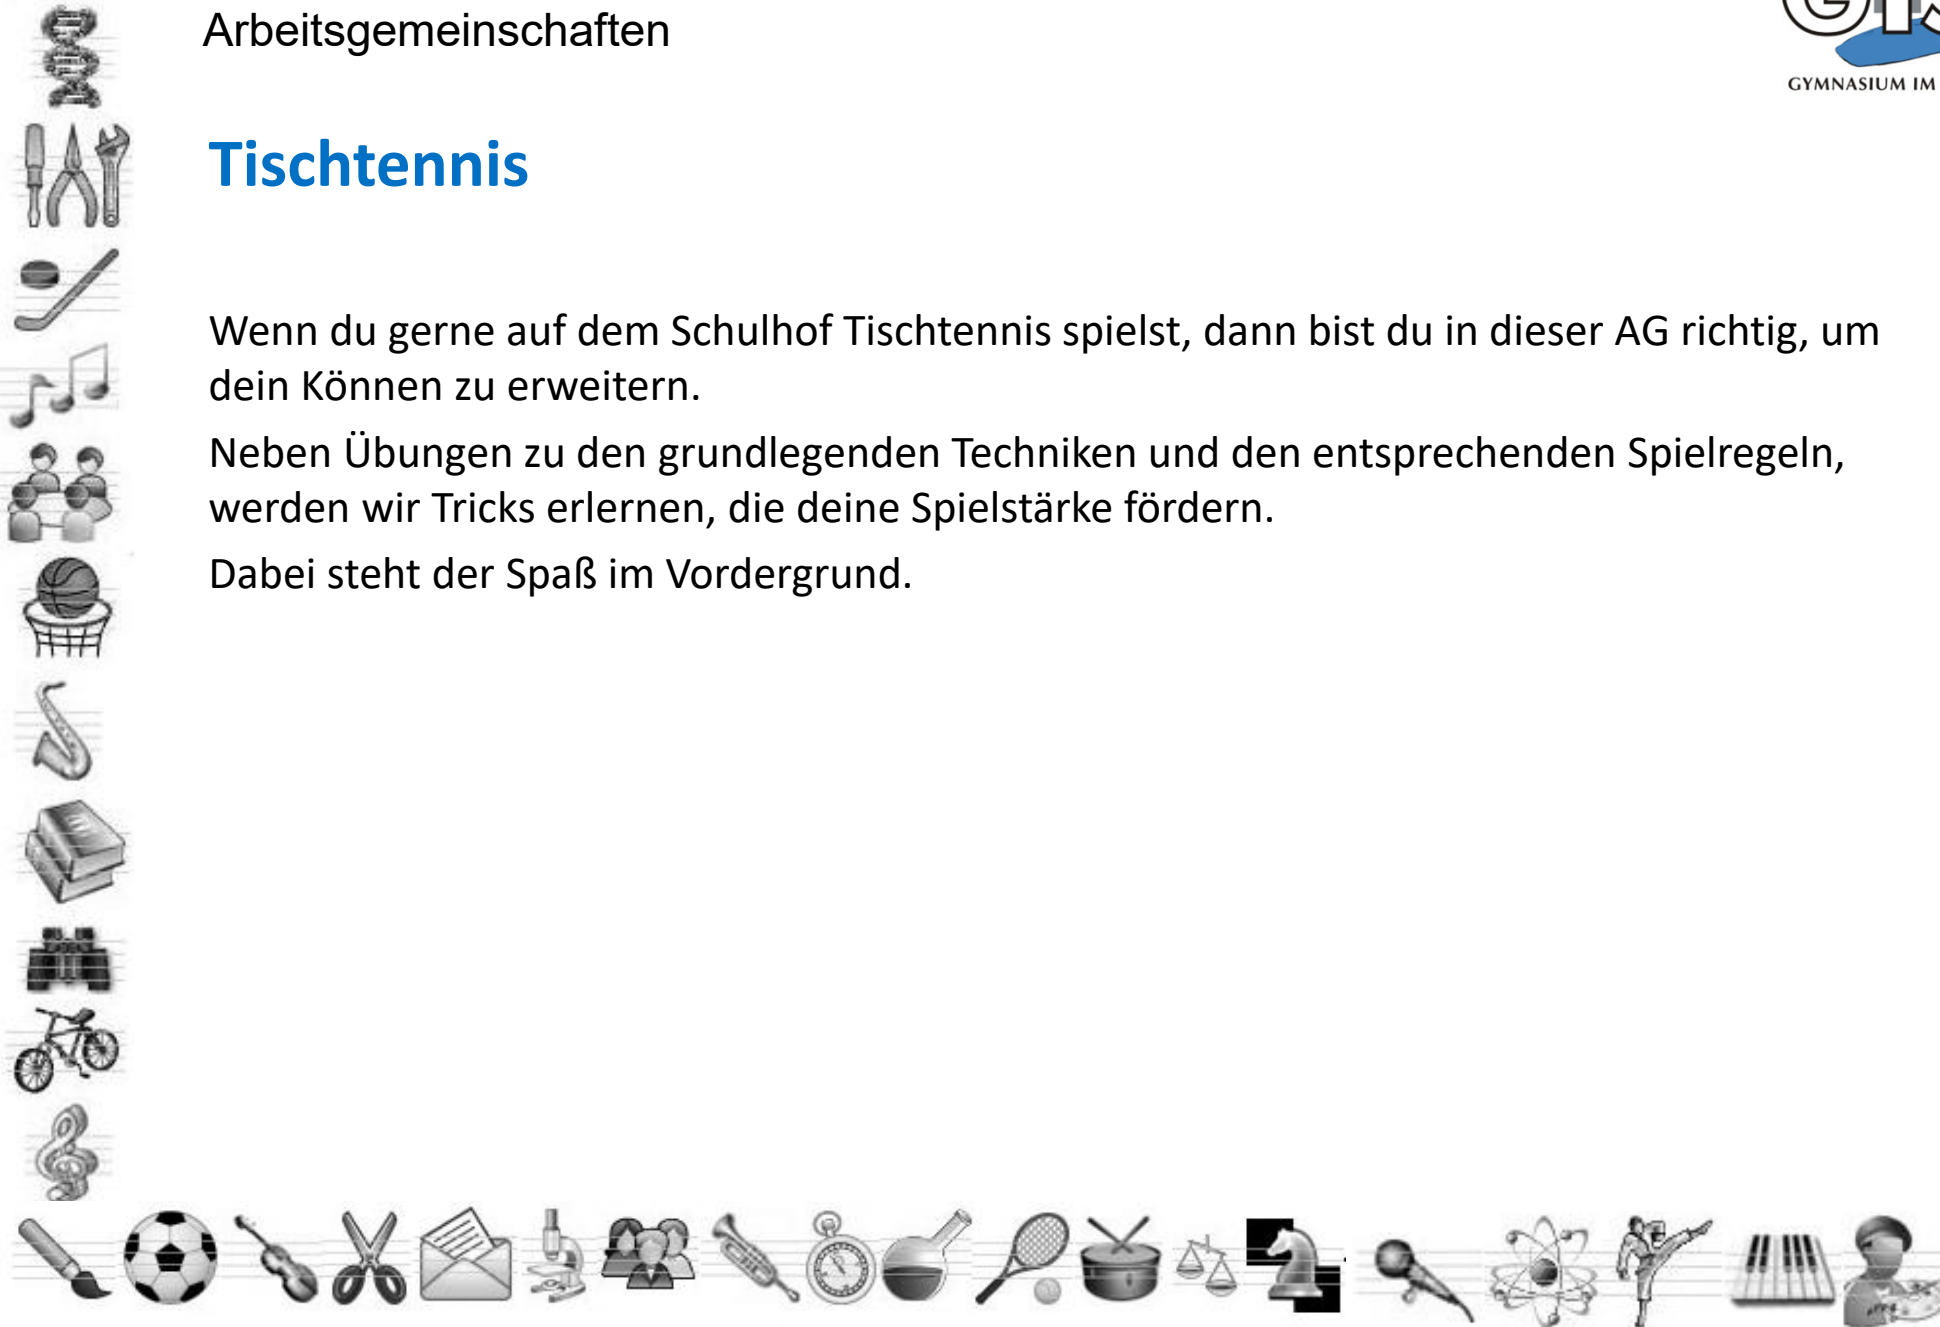 Arbeitsgemeinschaften
GYMNASIUM IM
Tischtennis
Wenn du gerne auf dem Schulhof Tischtennis spielst, dann bist du in dieser AG richtig, um
dein Können zu erweitern.
Neben Übungen zu den grundlegenden Techniken und den entsprechenden Spielregeln,
werden wir Tricks erlernen, die deine Spielstärke fördern.
Dabei steht der Spaß im Vordergrund.